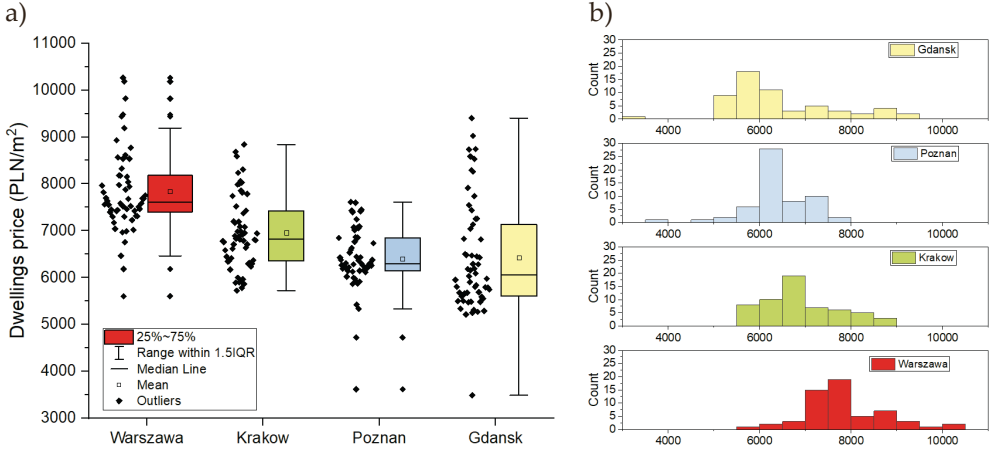 a)
b)
Dwellings price (PLN/m²)
11000
10000
9000
8000
7000
6000
5000
4000
3000
25%~75%
Range within 1.5IQR
Median Line
Mean
Outliers
Warszawa
Krakow
Poznan
Gdansk
Count
30
25
20
15
10
5
0
Gdansk
4000
6000
8000
10000
Count
30
25
20
15
10
5
0
Poznan
4000
6000
8000
10000
Count
30
25
20
15
10
5
0
Krakow
4000
6000
8000
10000
Count
30
25
20
15
10
5
0
Warszawa
4000
6000
8000
10000